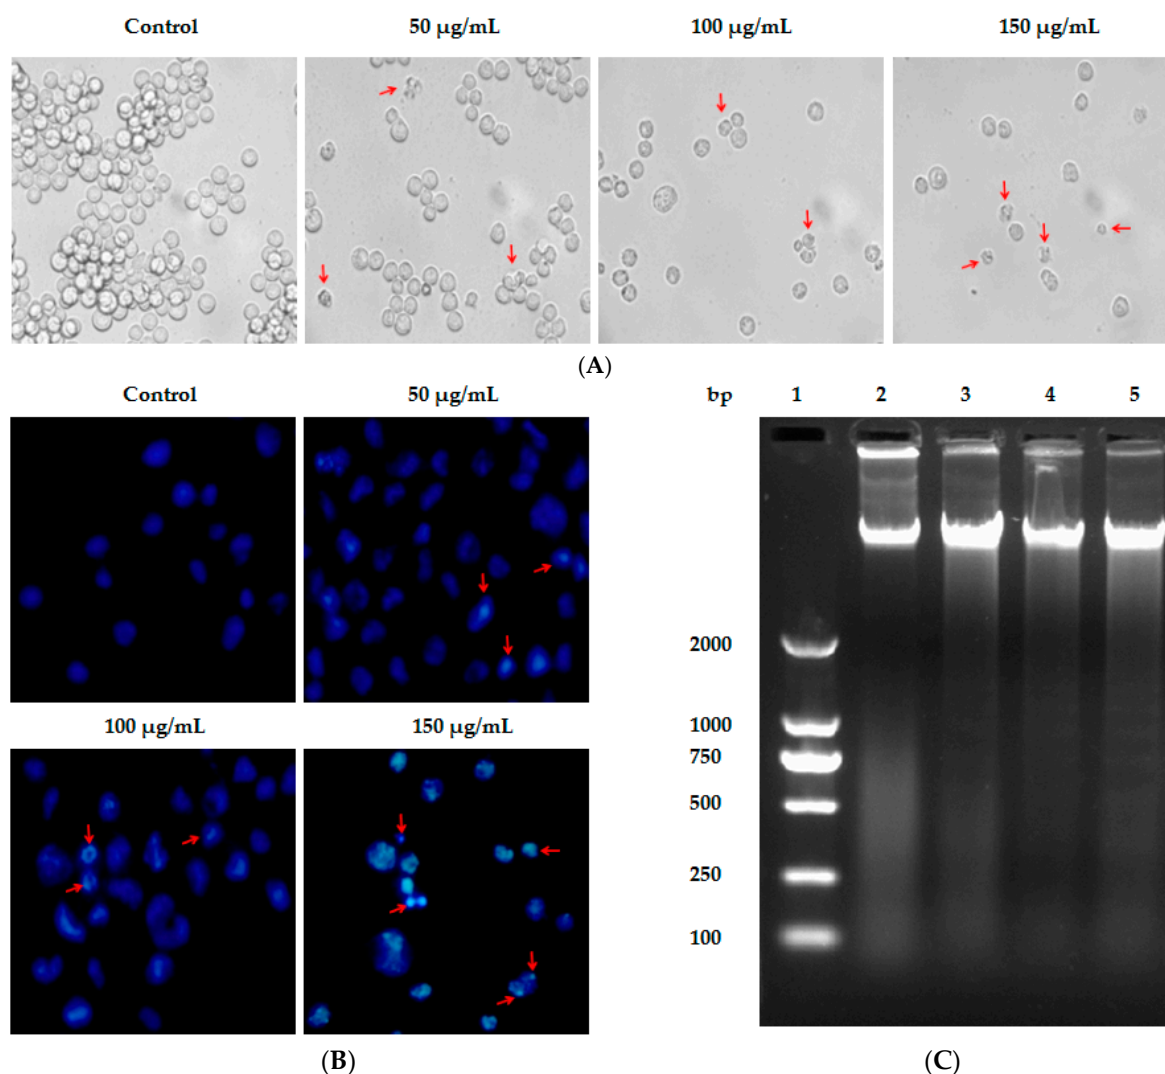 Control 50 μg/mL 100 μg/mL 150 μg/mL
(A)
Control 50 μg/mL
100 μg/mL 150 μg/mL
(B)
bp 1 2 3 4 5
2000
1000
750
500
250
100
(C)